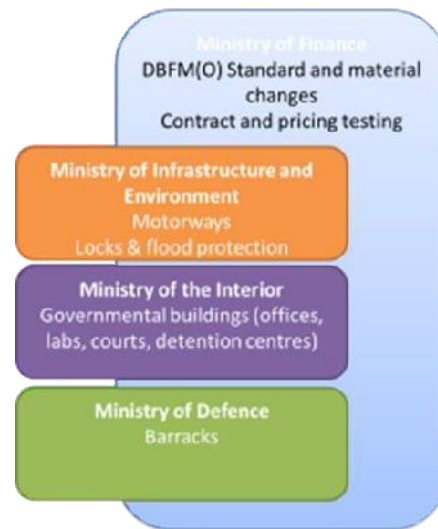 Ministry of Finance
DBFM(O) Standard and material
changes
Contract and pricing testing
Ministry of Infrastructure and
Environment
Motorways
Locks & flood protection
Ministry of the Interior
Governmental buildings (offices,
labs, courts, detention centres)
Ministry of Defence
Barracks